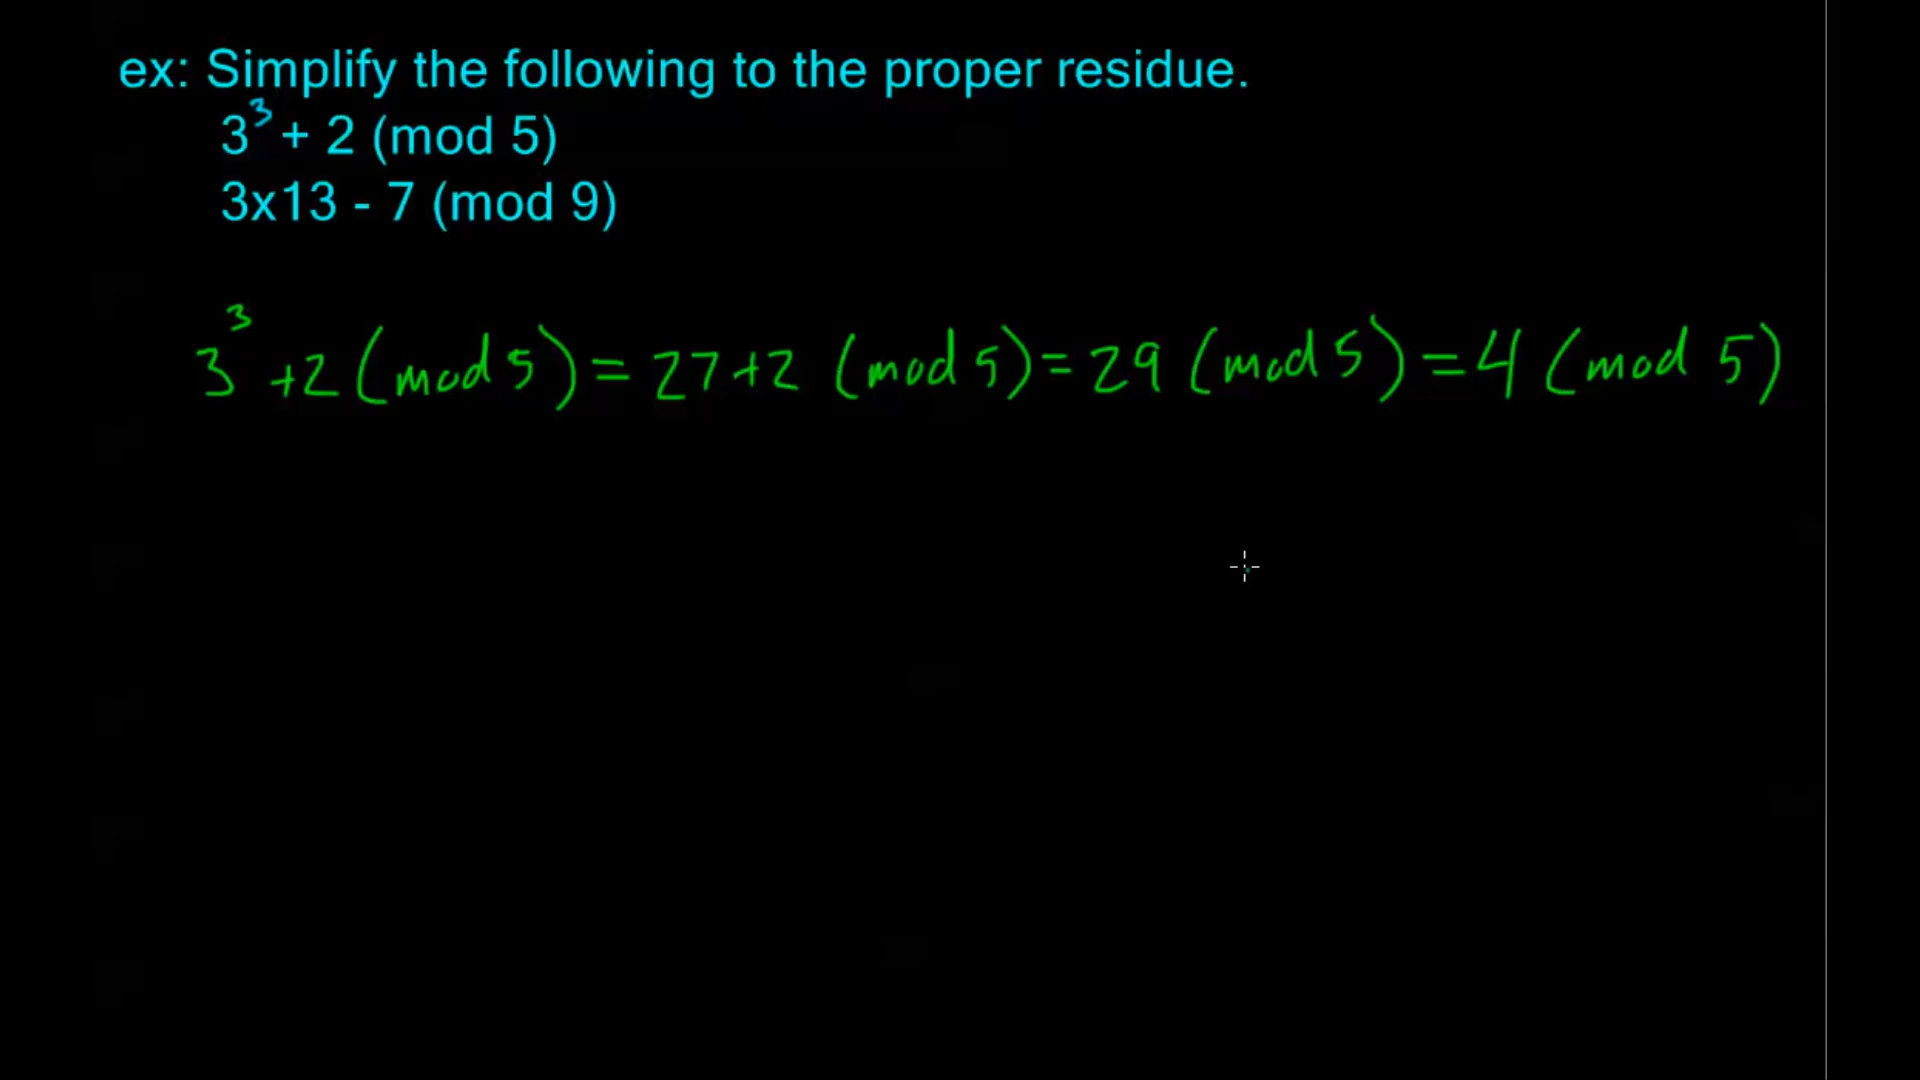 ex: Simplify the following to the proper residue.
3³ + 2 (mod 5)
3x13 - 7 (mod 9)
3³ +2 (mod 5) = 27+2 (mod 5) = 29 (mod 5) = 4 (mod 5)